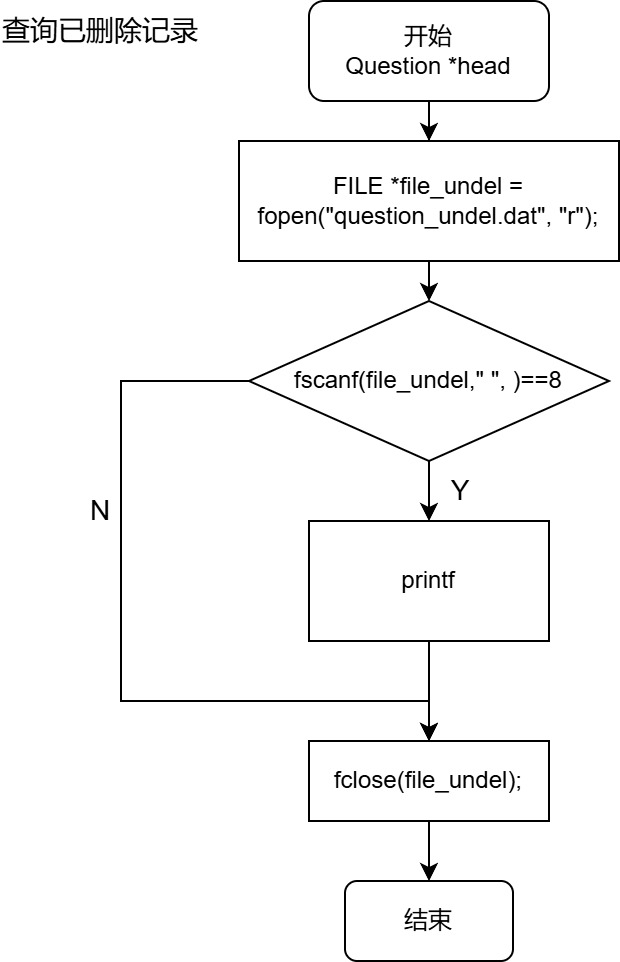 查询已删除记录
开始
Question *head
FILE *file_undel =
fopen("question_undel.dat", "r");
fscanf(file_undel," ", )==8
Y
N
printf
fclose(file_undel);
结束